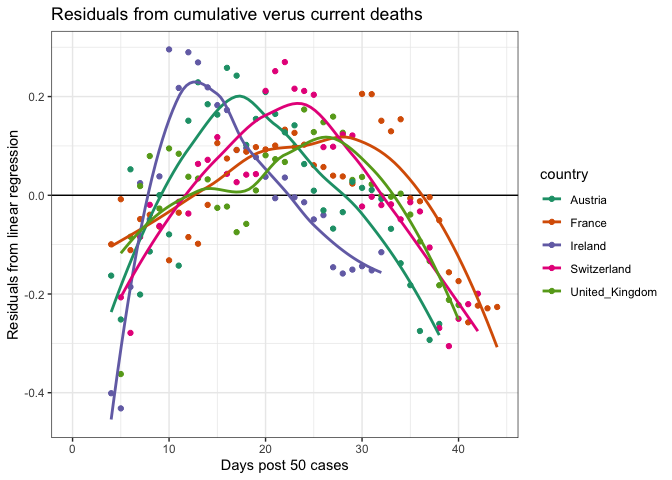 Residuals from cumulative verus current deaths
Residuals from linear regression
0.2
0.0
-0.2
-0.4
0 10 20 30 40
Days post 50 cases
country
Austria
France
Ireland
Switzerland
United_Kingdom